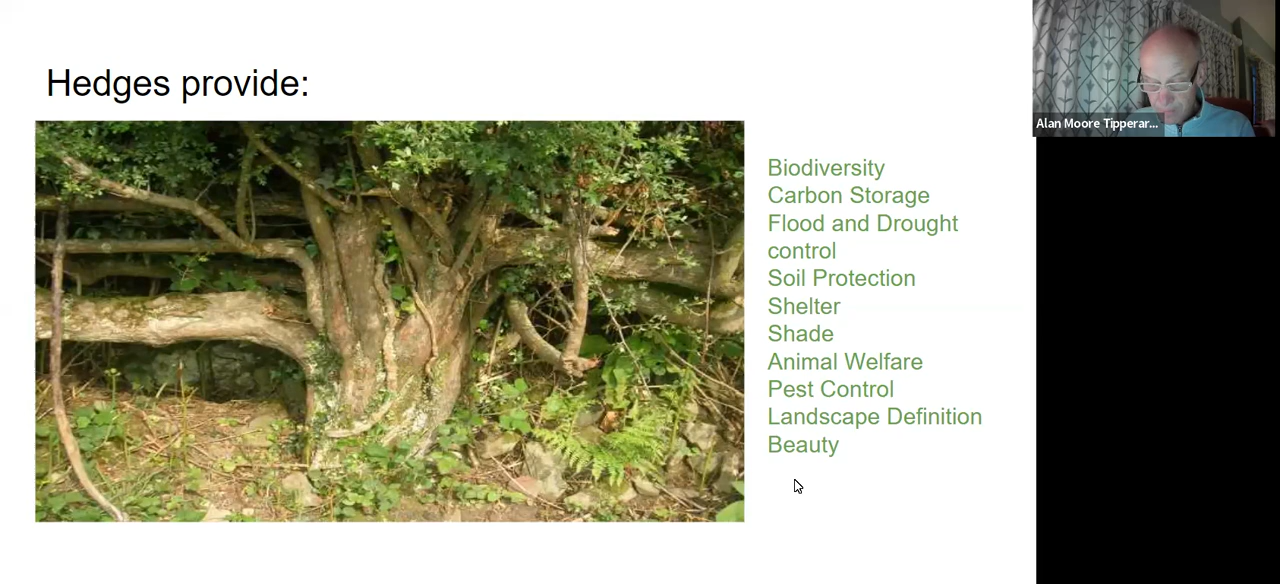 Hedges provide:
Biodiversity
Carbon Storage
Flood and Drought
control
Soil Protection
Shelter
Shade
Animal Welfare
Pest Control
Landscape Definition
Beauty
Alan Moore Tipperar...